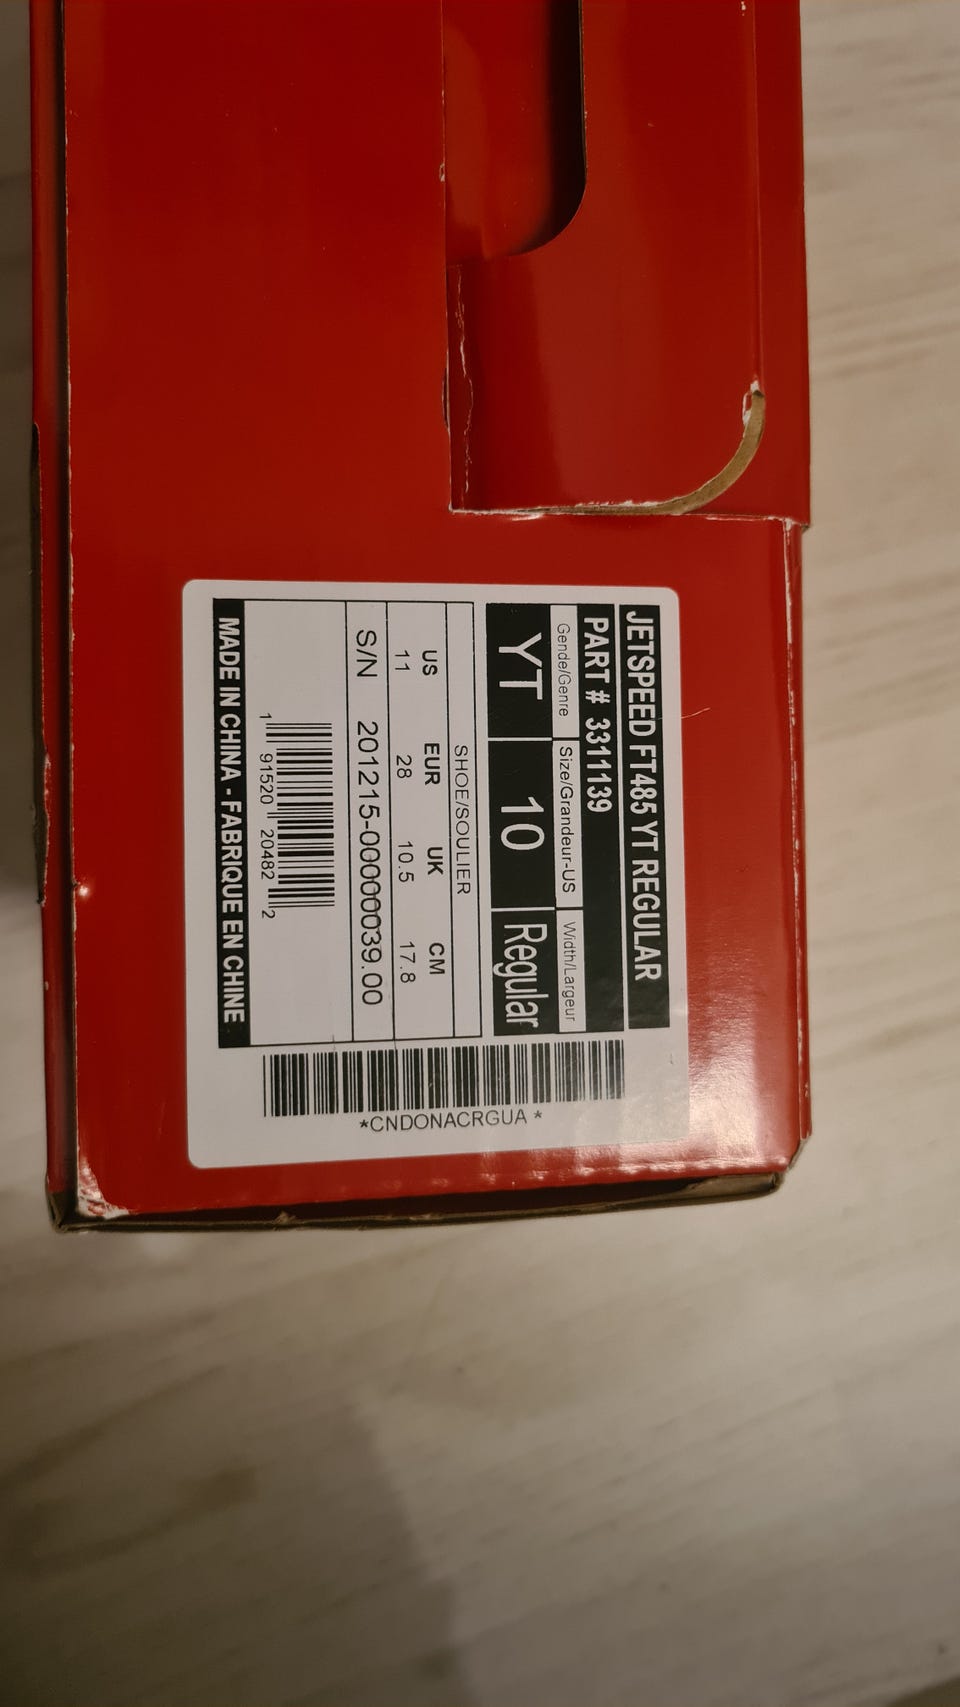 JETSPEED FT485 YT REGULAR
PART # 3311139
Gende/Genre Size/Grandeur-US Width/Largeur
YT 10 Regular
SHOE/SOULIER
US EUR UK CM
11 28 10.5 17.8
S/N 201215-00000039.00
1 91520 20482 2
MADE IN CHINA - FABRIQUE EN CHINE
*CNDONACRGUA *